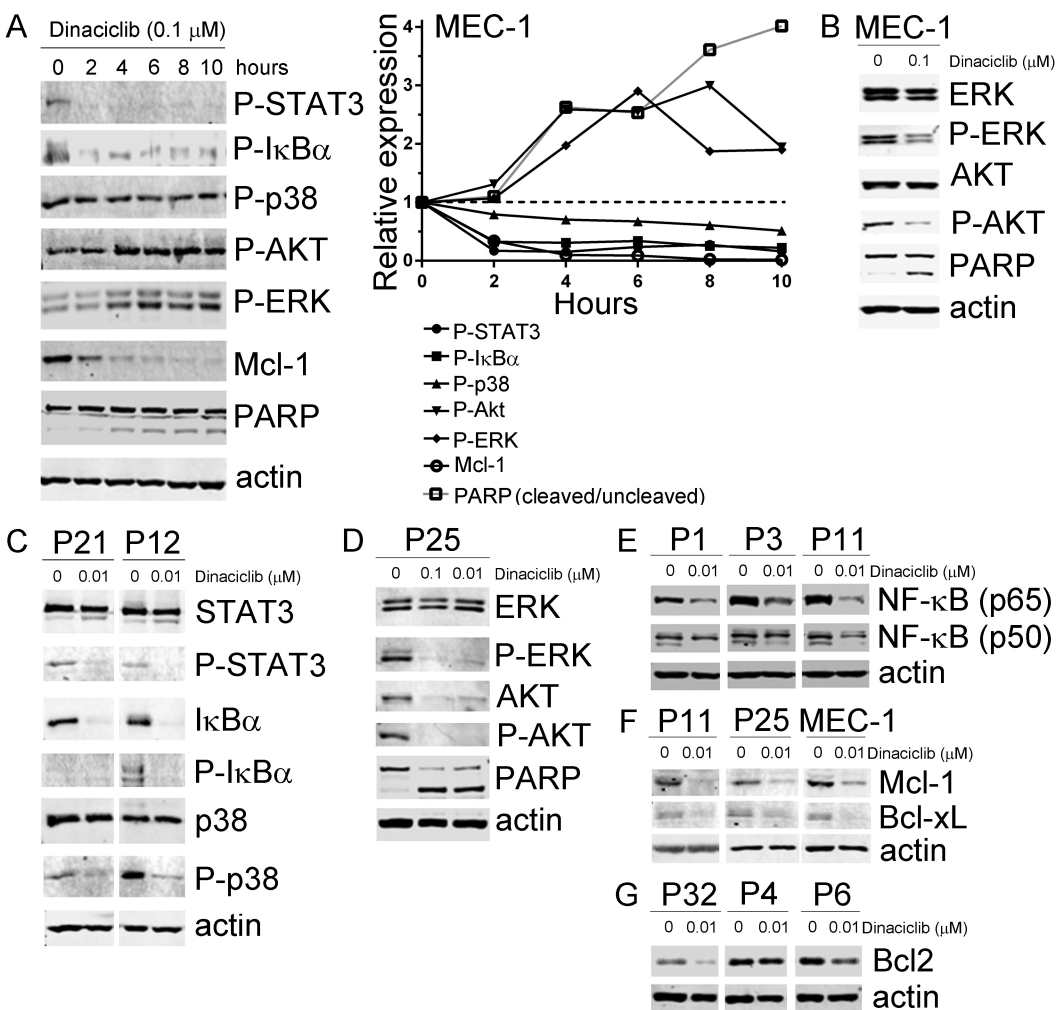 A
Dinaciclib (0.1 μM)
0 2 4 6 8 10 hours
P-STAT3
P-IκBα
P-p38
P-AKT
P-ERK
Mcl-1
PARP
actin
MEC-1
Relative expression
4
3
2
1
0
0 2 4 6 8 10
Hours
P-STAT3
P-IκBα
P-p38
P-Akt
P-ERK
Mcl-1
PARP (cleaved/uncleaved)
B
MEC-1
0 0.1 Dinaciclib (μM)
ERK
P-ERK
AKT
P-AKT
PARP
actin
C
P21 P12
0 0.01 0 0.01 Dinaciclib (μM)
STAT3
P-STAT3
IκBα
P-IκBα
p38
P-p38
actin
D
P25
0 0.1 0.01 Dinaciclib (μM)
ERK
P-ERK
AKT
P-AKT
PARP
actin
E
P1 P3 P11
0 0.01 0 0.01 0 0.01 Dinaciclib (μM)
NF-κB (p65)
NF-κB (p50)
actin
F
P11 P25 MEC-1
0 0.01 0 0.01 0 0.01 Dinaciclib (μM)
Mcl-1
Bcl-xL
actin
G
P32 P4 P6
0 0.01 0 0.01 0 0.01 Dinaciclib (μM)
Bcl2
actin